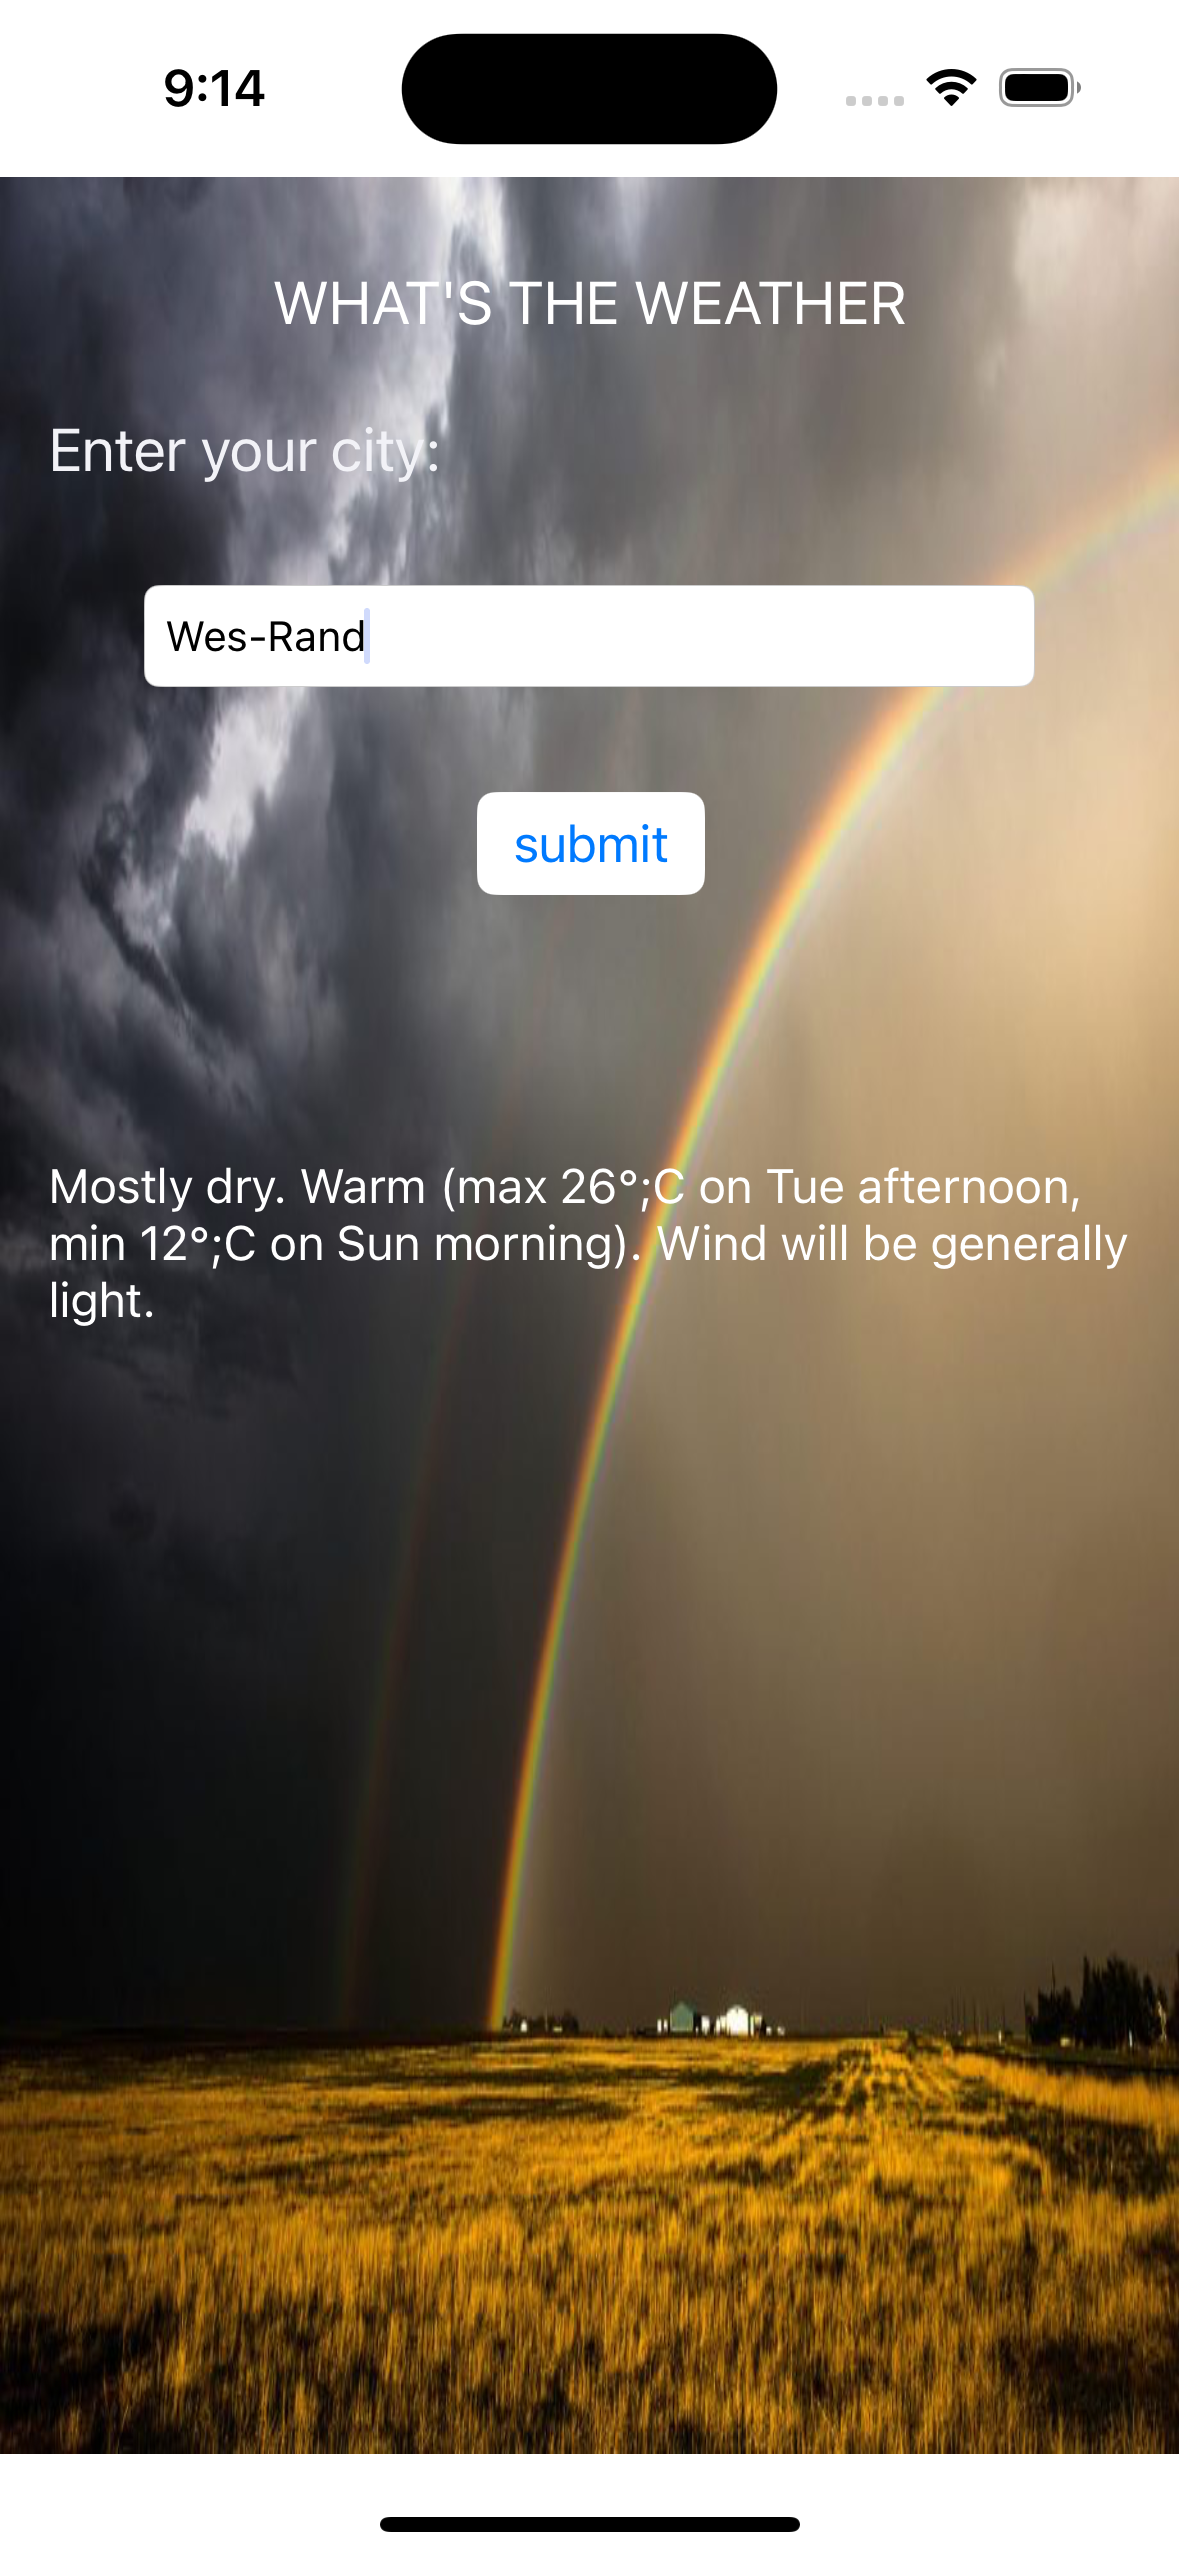 9:14
WHAT'S THE WEATHER
Enter your city:
Wes-Rand
submit
Mostly dry. Warm (max 26°;C on Tue afternoon,
min 12°;C on Sun morning). Wind will be generally
light.